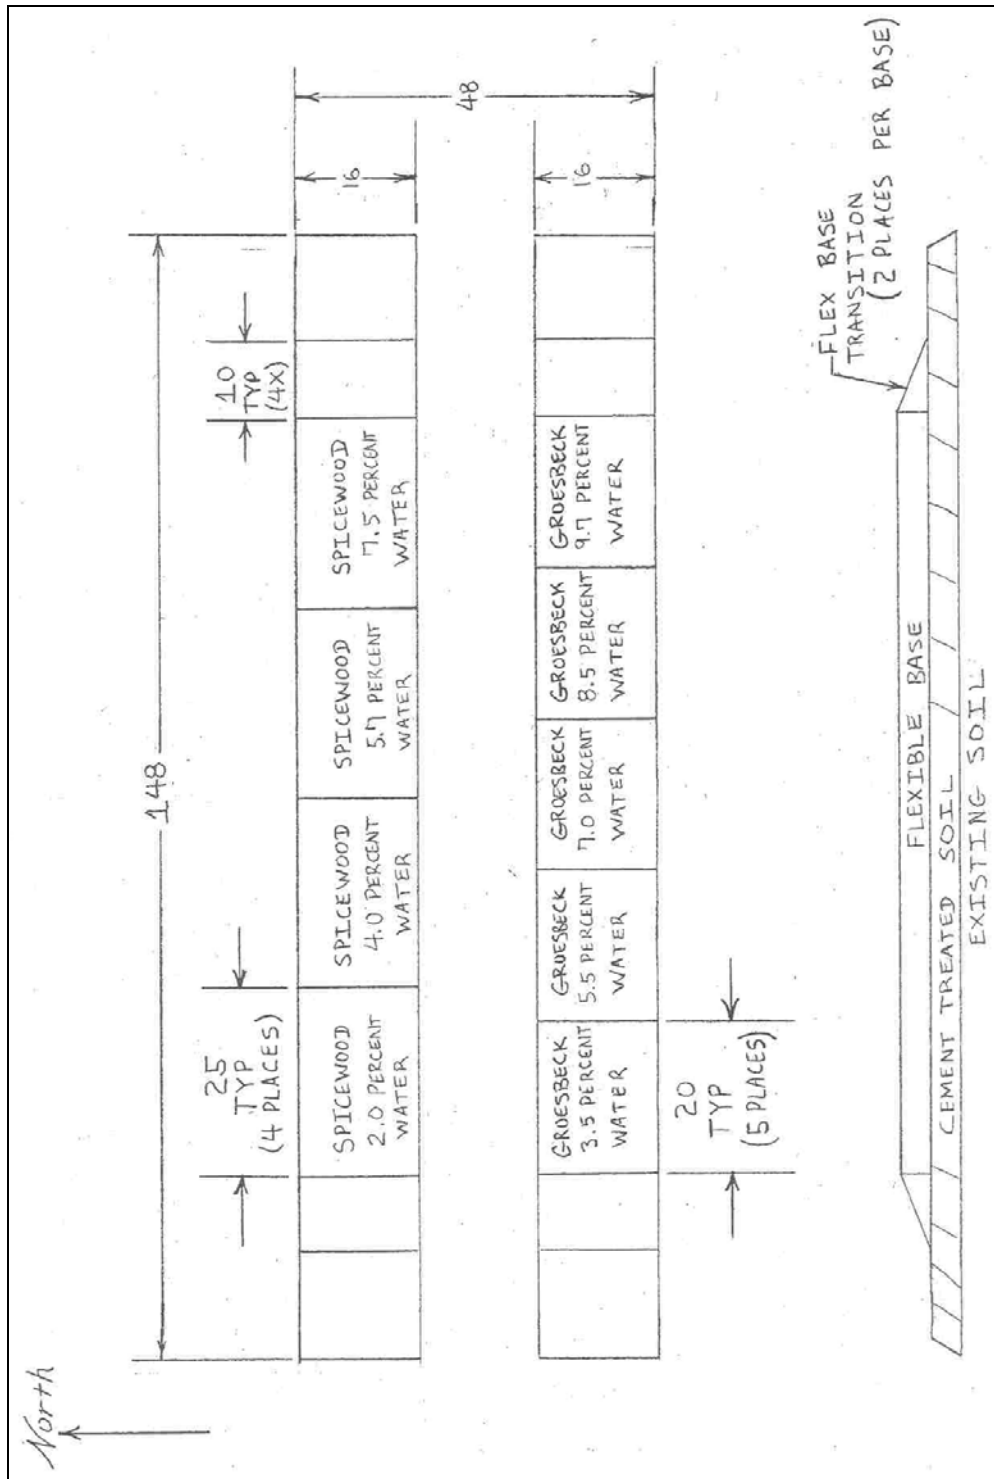 North
148
25
TYP
(4 PLACES)
10
TYP
(4X)
SPICEWOOD
2.0 PERCENT
WATER
SPICEWOOD
4.0 PERCENT
WATER
SPICEWOOD
5.7 PERCENT
WATER
SPICEWOOD
7.5 PERCENT
WATER
16
48
GROESBECK
3.5 PERCENT
WATER
GROESBECK
5.5 PERCENT
WATER
GROESBECK
7.0 PERCENT
WATER
GROESBECK
8.5 PERCENT
WATER
GROESBECK
9.7 PERCENT
WATER
16
20
TYP
(5 PLACES)
FLEX BASE
TRANSITION
(2 PLACES PER BASE)
FLEXIBLE BASE
CEMENT TREATED SOIL
EXISTING SOIL